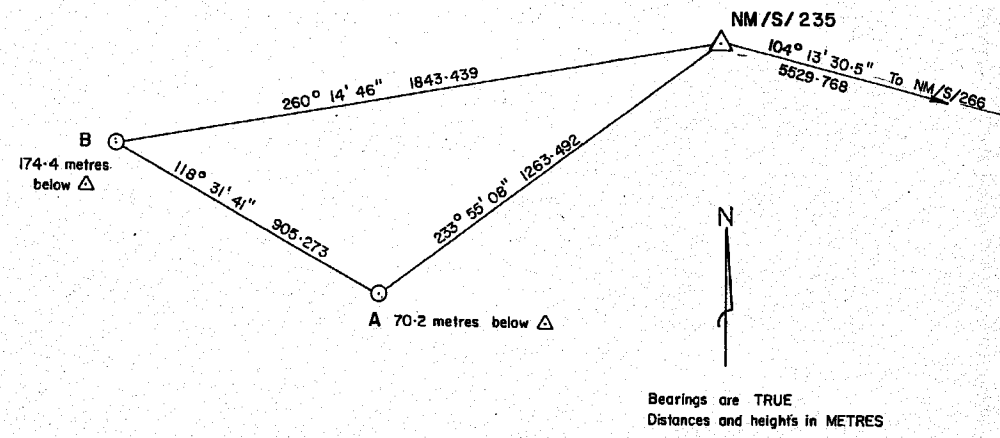 NM/S/235
104° 13' 30·5" To NM/S/266
5529·768
260° 14' 46" 1843·439
B
174·4 metres
below △
118° 31' 41" 905·273
233° 55' 08" 1263·492
A 70·2 metres below △
N
Bearings are TRUE
Distances and heights in METRES